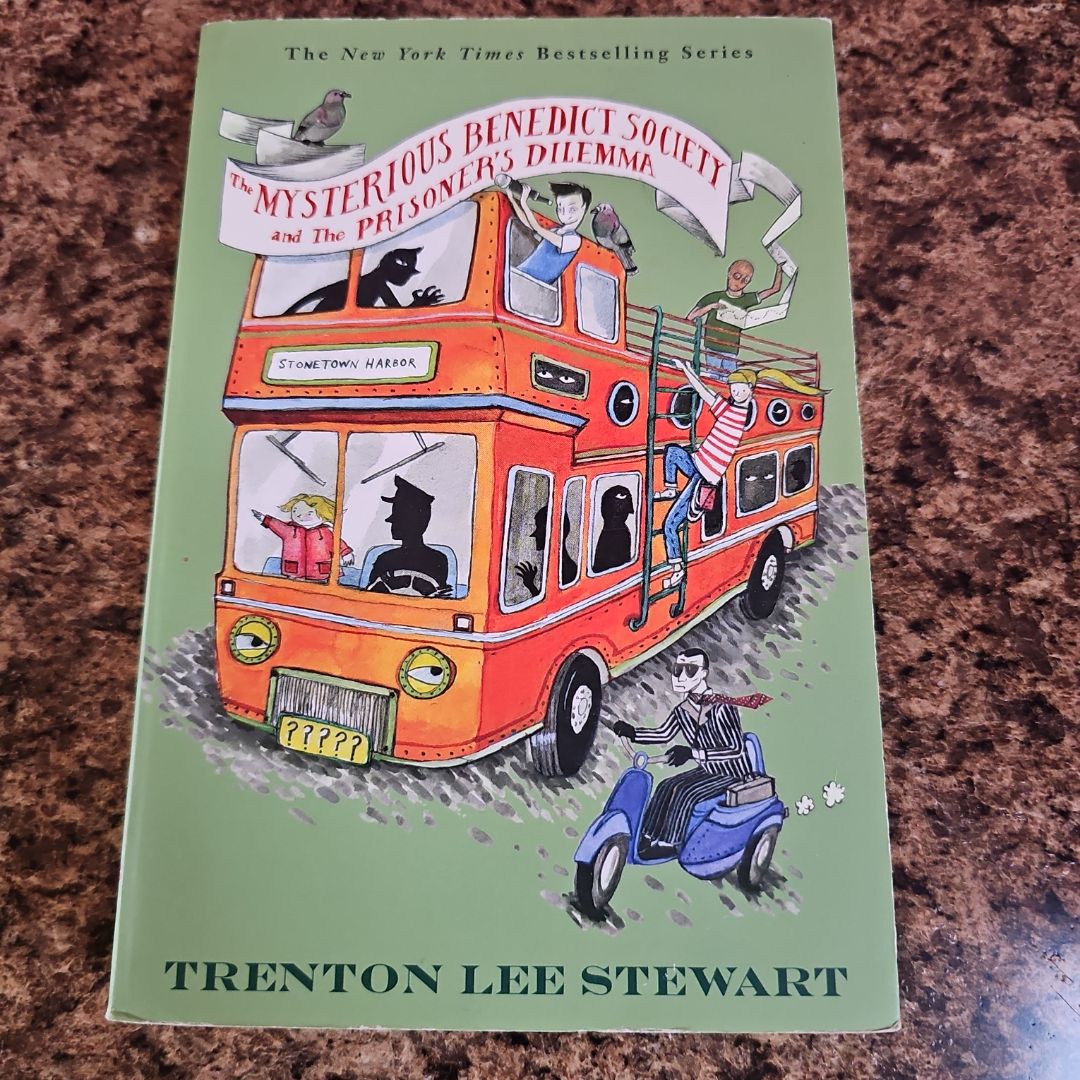 The New York Times Bestselling Series
The MYSTERIOUS BENEDICT SOCIETY
and The PRISONER'S DILEMMA
STONETOWN HARBOR
?????
TRENTON LEE STEWART